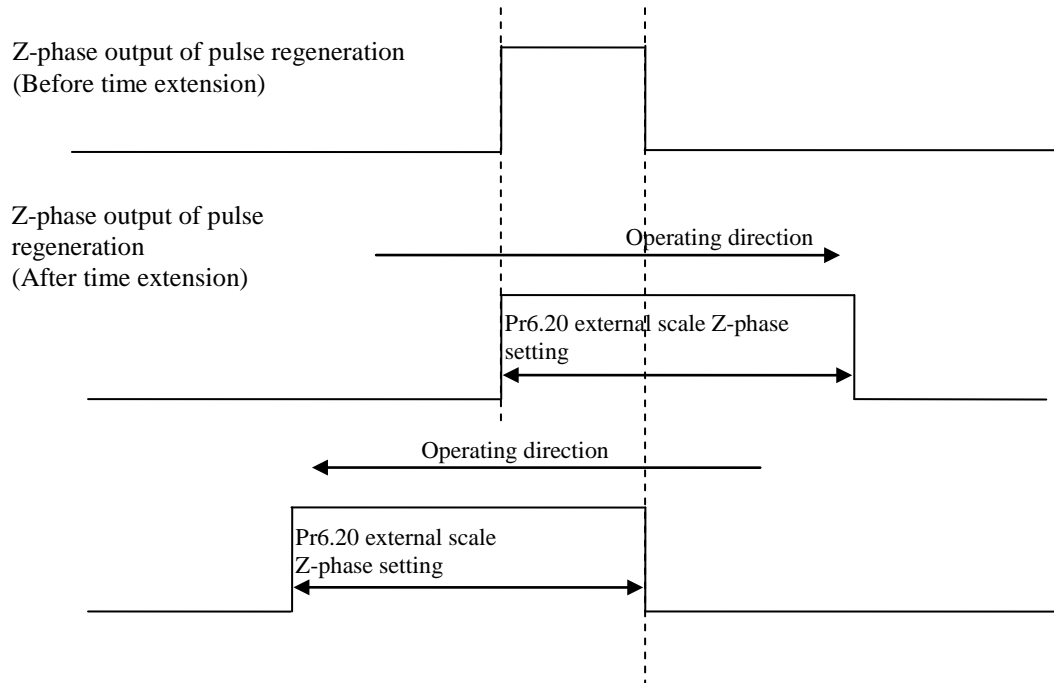 Z-phase output of pulse regeneration
(Before time extension)
Z-phase output of pulse
regeneration
(After time extension)
Operating direction
Pr6.20 external scale Z-phase
setting
Operating direction
Pr6.20 external scale
Z-phase setting